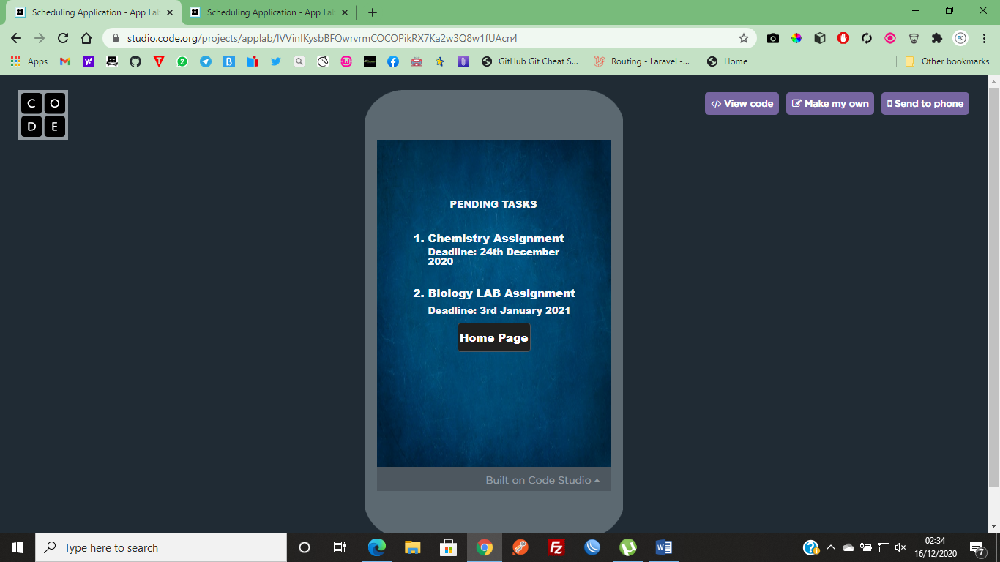 Scheduling Application - App Lab
Scheduling Application - App Lab
studio.code.org/projects/applab/IVVinIKysbBFQwrvrmCOCOPikRX7Ka2w3Q8w1fUAcn4
Apps
GitHub Git Cheat S...
Routing - Laravel -...
Home
Other bookmarks
C O
D E
</> View code
Make my own
Send to phone
PENDING TASKS
1. Chemistry Assignment
Deadline: 24th December
2020
2. Biology LAB Assignment
Deadline: 3rd January 2021
Home Page
Built on Code Studio
Type here to search
02:34
16/12/2020
7